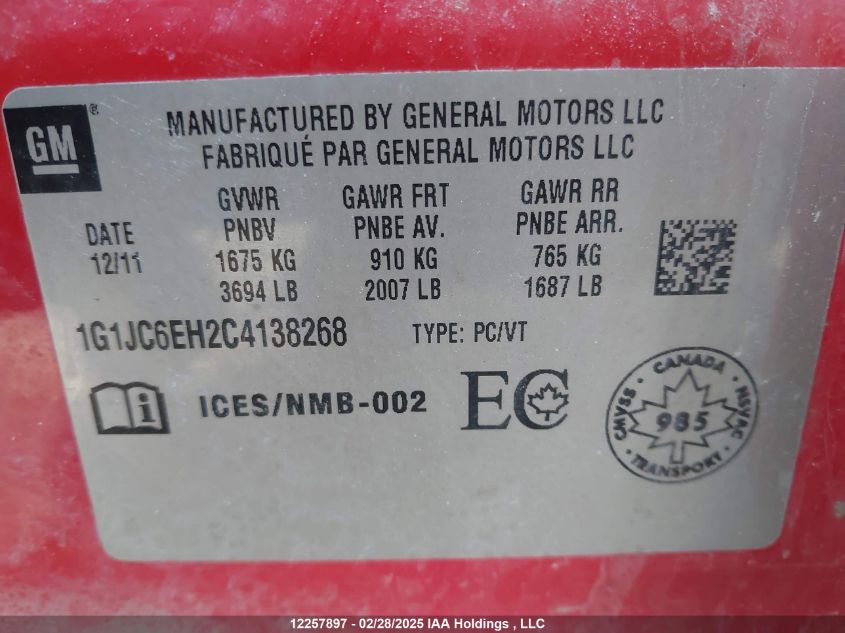 GM ®
MANUFACTURED BY GENERAL MOTORS LLC
FABRIQUÉ PAR GENERAL MOTORS LLC
GVWR GAWR FRT GAWR RR
DATE PNBV PNBE AV. PNBE ARR.
12/11 1675 KG 910 KG 765 KG
3694 LB 2007 LB 1687 LB
1G1JC6EH2C4138268 TYPE: PC/VT
i ICES/NMB-002 EC
CANADA
CMVSS 985 NSVAC
TRANSPORT
12257897 - 02/28/2025 IAA Holdings , LLC